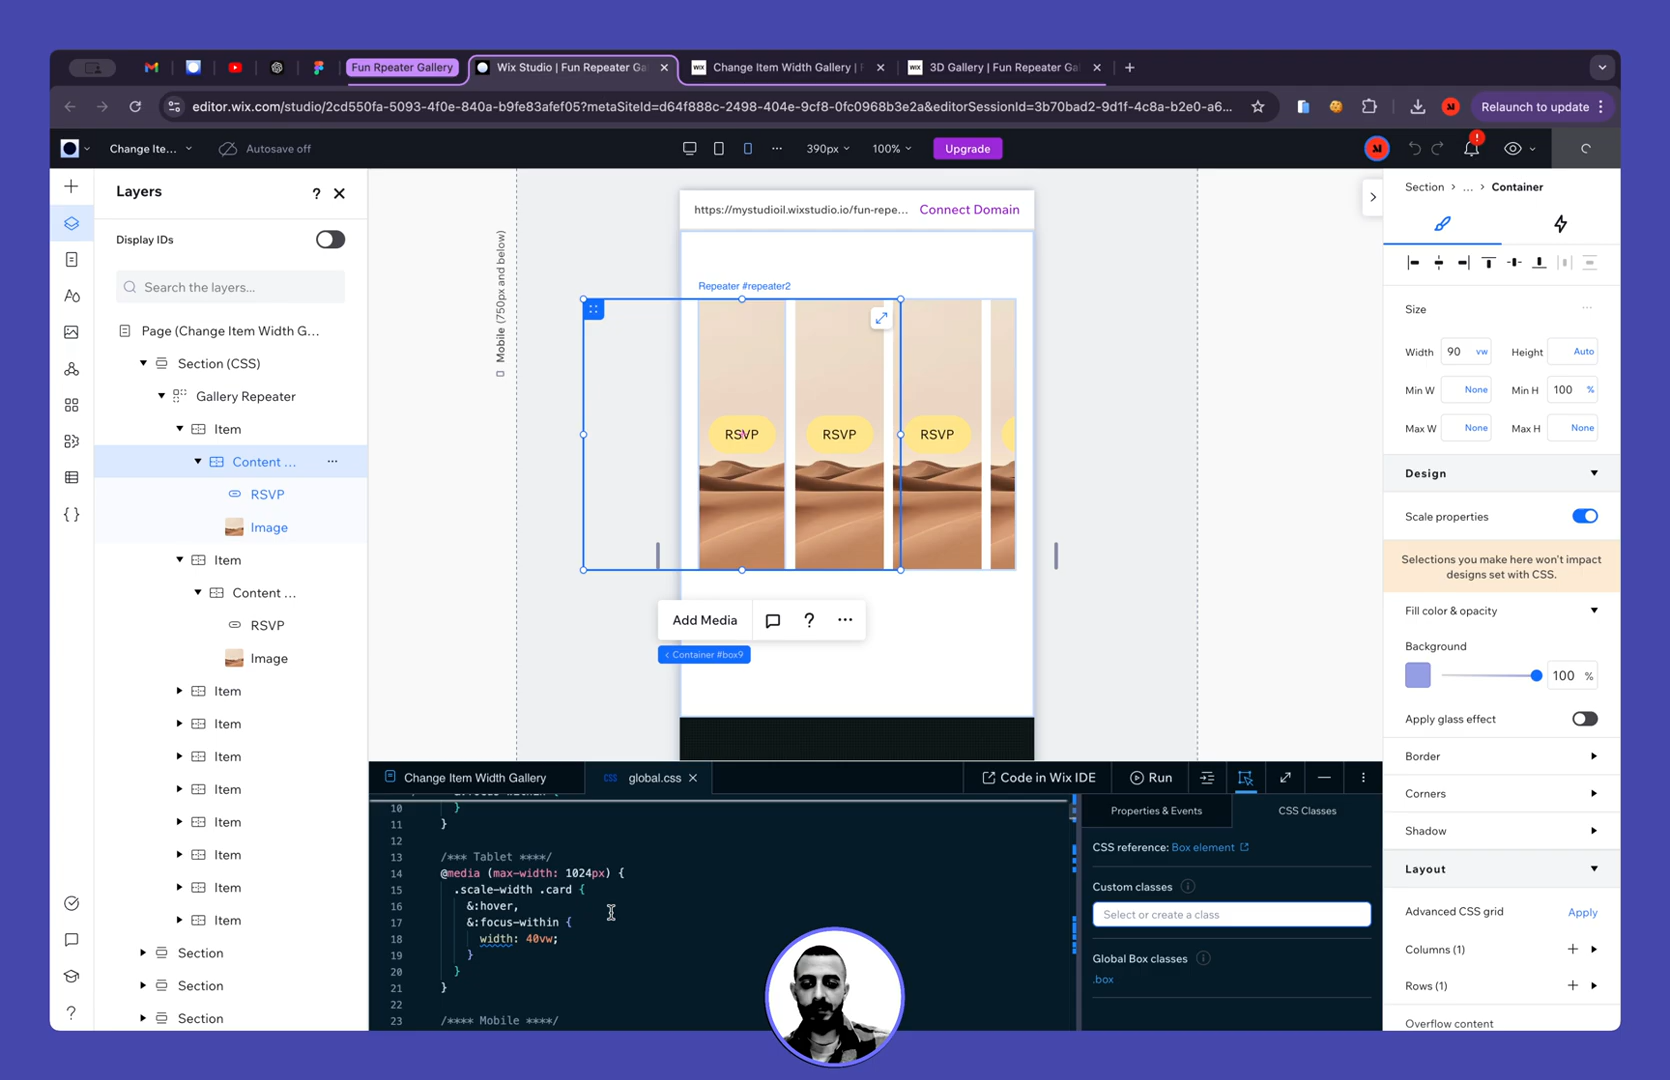 Fun Rpeater Gallery
Wix Studio | Fun Repeater Ga
Change Item Width Gallery | F
3D Gallery | Fun Repeater Ga
editor.wix.com/studio/2cd550fa-5093-4f0e-840a-b9fe83afef05?metaSiteId=d64f888c-2498-404e-9cf8-0fc0968b3e2a&editorSessionId=3b70bad2-9d1f-4c8a-b2e0-a6...
Relaunch to update
Change Ite...
Autosave off
390px
100%
Upgrade
Layers
Display IDs
Search the layers...
Page (Change Item Width G...
Section (CSS)
Gallery Repeater
Item
Content ...
RSVP
Image
Item
Content ...
RSVP
Image
Item
Item
Item
Item
Item
Item
Item
Item
Section
Section
Section
Mobile (750px and below)
https://mystudioil.wixstudio.io/fun-repe...
Connect Domain
Repeater #repeater2
RSVP
RSVP
RSVP
Add Media
Container #box9
Change Item Width Gallery
CSS global.css
Code in Wix IDE
Run
10 }
11 }
12
13 /*** Tablet ****/
14 @media (max-width: 1024px) {
15 .scale-width .card {
16 &:hover,
17 &:focus-within {
18 width: 40vw;
19 }
20 }
21 }
22
23 /**** Mobile ****/
Properties & Events
CSS Classes
CSS reference: Box element
Custom classes
Select or create a class
Global Box classes
.box
Section > ... > Container
Size
Width 90 vw
Height Auto
Min W None
Min H 100 %
Max W None
Max H None
Design
Scale properties
Selections you make here won't impact
designs set with CSS.
Fill color & opacity
Background
100 %
Apply glass effect
Border
Corners
Shadow
Layout
Advanced CSS grid
Apply
Columns (1)
Rows (1)
Overflow content